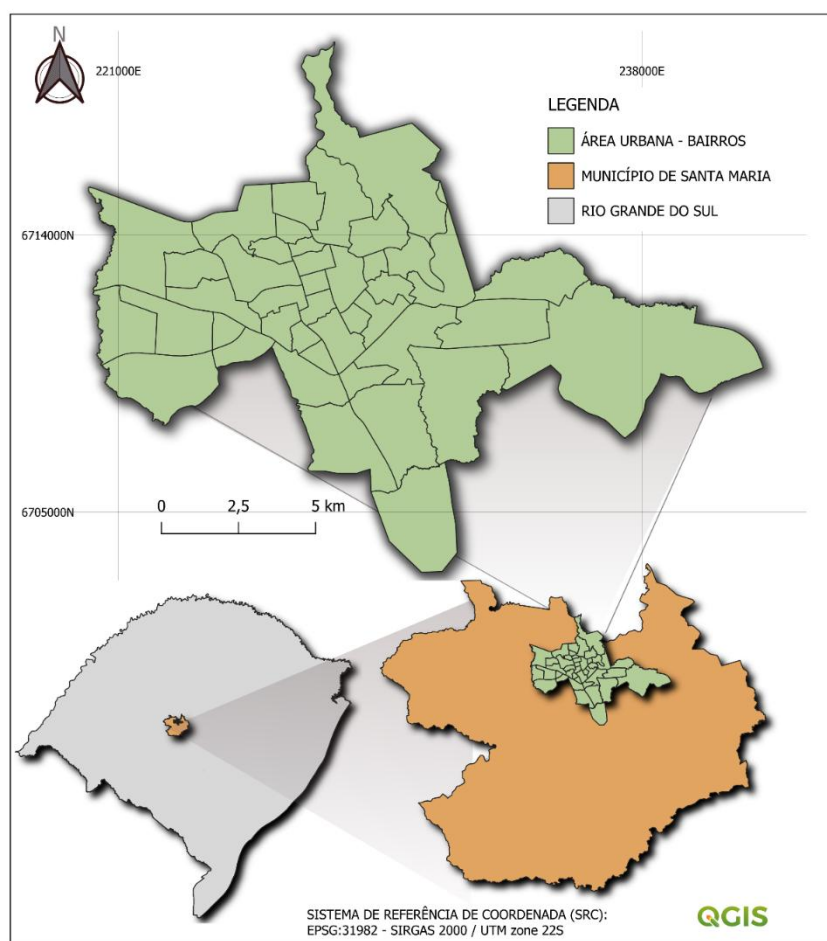 N
221000E
238000E
LEGENDA
ÁREA URBANA - BAIRROS
MUNICÍPIO DE SANTA MARIA
RIO GRANDE DO SUL
6714000N
6705000N
0 2,5 5 km
SISTEMA DE REFERÊNCIA DE COORDENADA (SRC):
EPSG:31982 - SIRGAS 2000 / UTM zone 22S
QGIS